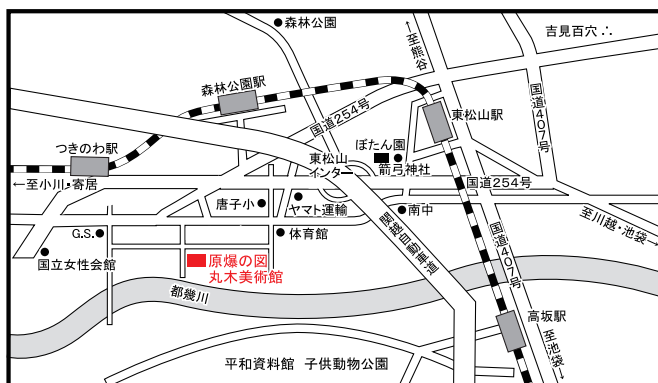 森林公園
←至熊谷
吉見百穴 ∴
森林公園駅
国道254号
国道407号
東松山駅
つきのわ駅
東松山
インター
ぼたん園
箭弓神社
←至小川・寄居
国道254号
唐子小
ヤマト運輸
南中
至川越・池袋→
G.S.
体育館
関越自動車道
国立女性会館
原爆の図
丸木美術館
国道407号
都幾川
高坂駅
至池袋→
平和資料館 子供動物公園